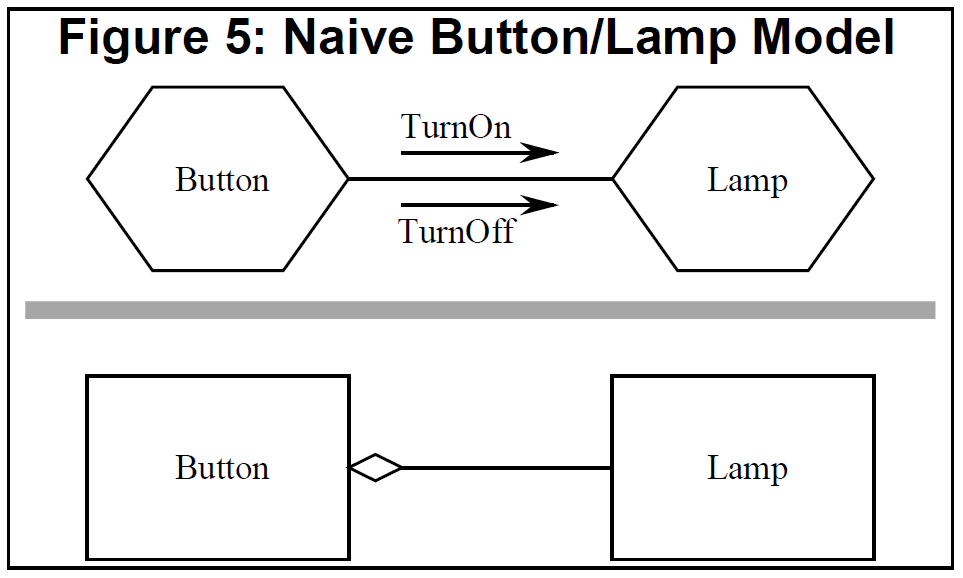 Figure 5: Naive Button/Lamp Model
TurnOn
Button
Lamp
TurnOff
Button
Lamp